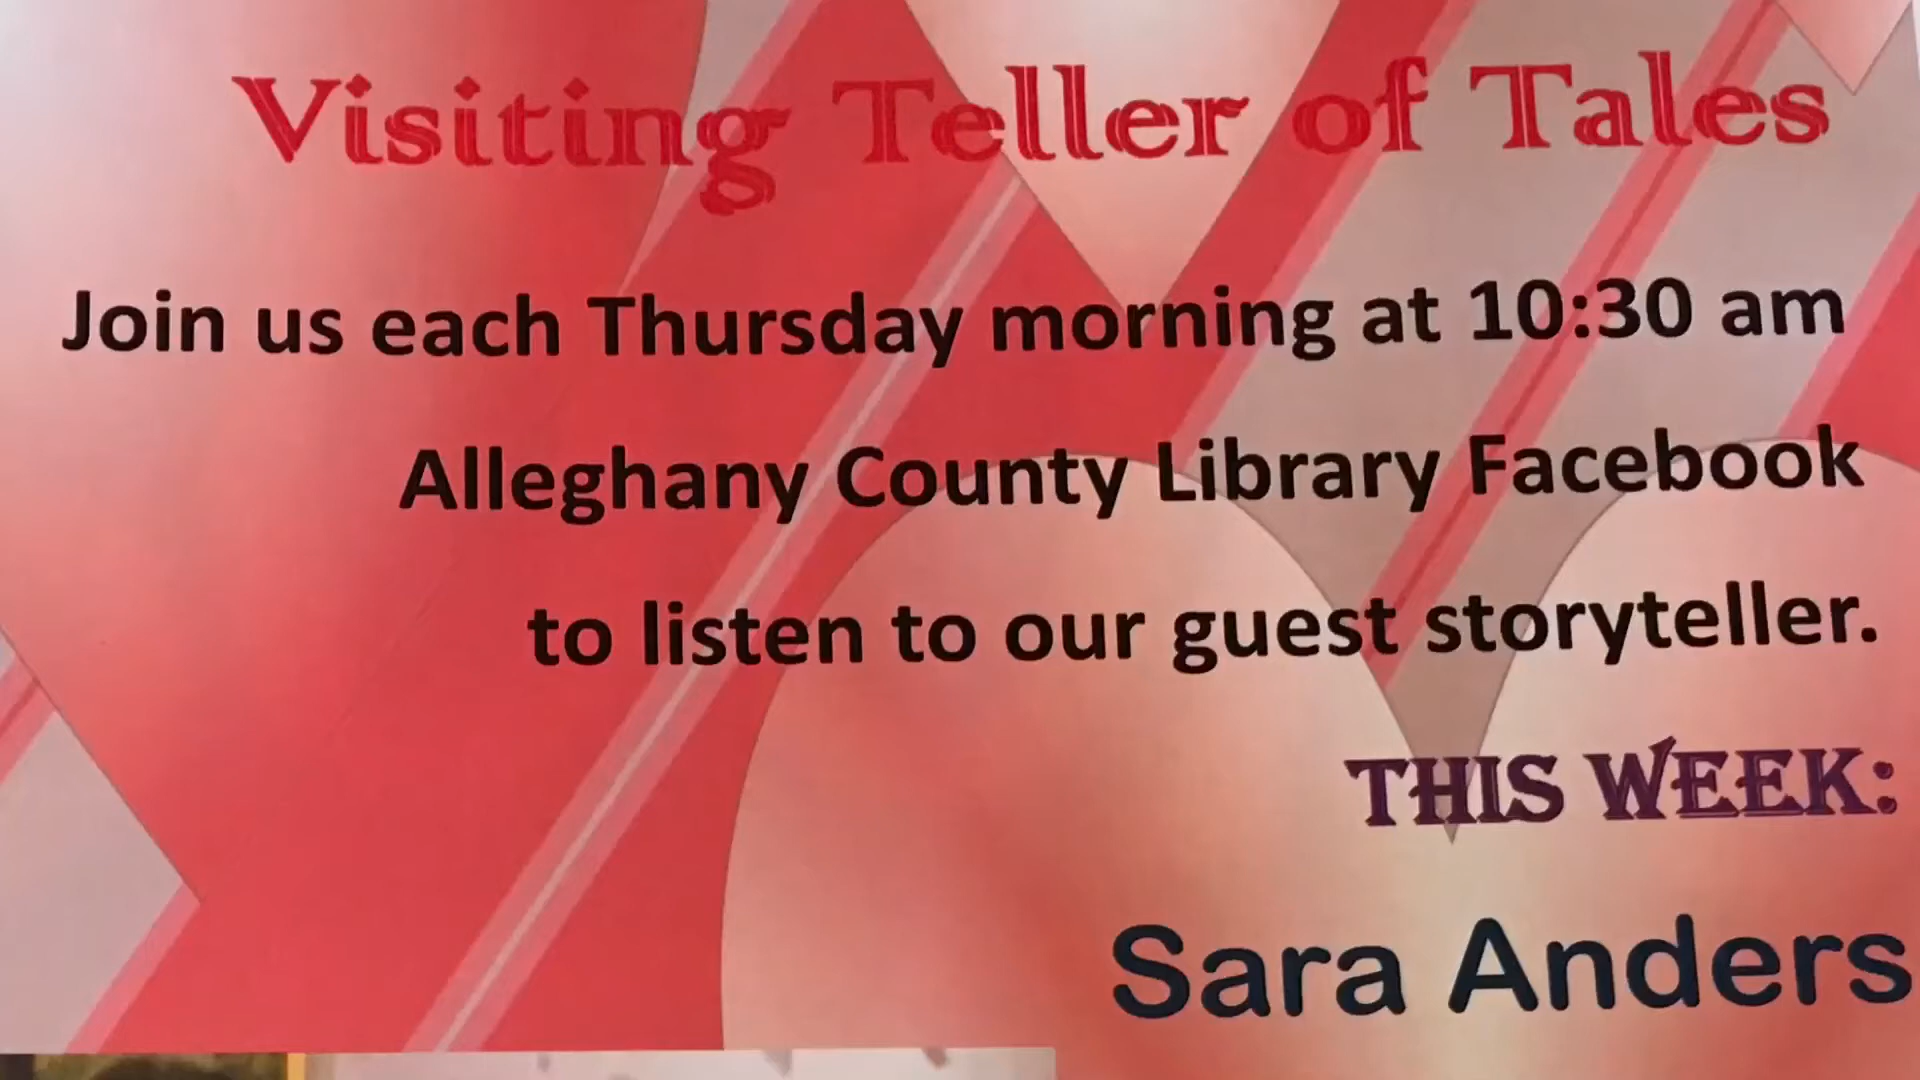 Visiting Teller of Tales
Join us each Thursday morning at 10:30 am
Alleghany County Library Facebook
to listen to our guest storyteller.
THIS WEEK:
Sara Anders